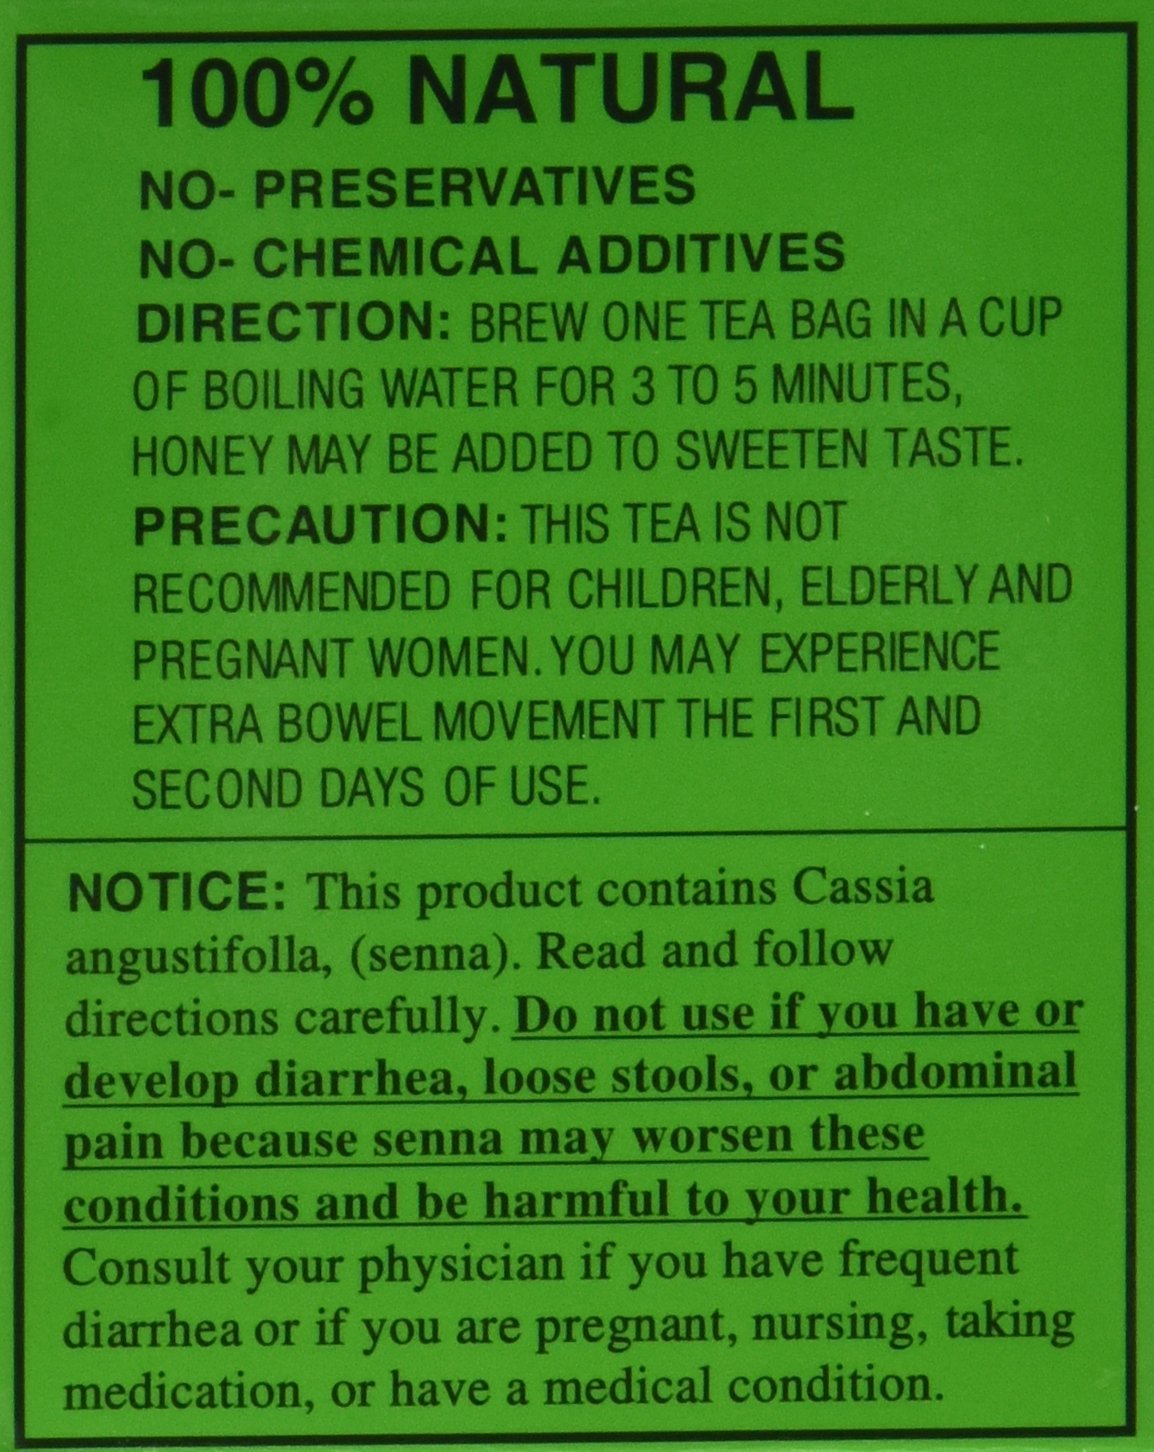 100% NATURAL
NO- PRESERVATIVES
NO- CHEMICAL ADDITIVES
DIRECTION: BREW ONE TEA BAG IN A CUP
OF BOILING WATER FOR 3 TO 5 MINUTES,
HONEY MAY BE ADDED TO SWEETEN TASTE.
PRECAUTION: THIS TEA IS NOT
RECOMMENDED FOR CHILDREN, ELDERLY AND
PREGNANT WOMEN. YOU MAY EXPERIENCE
EXTRA BOWEL MOVEMENT THE FIRST AND
SECOND DAYS OF USE.
NOTICE: This product contains Cassia
angustifolla, (senna). Read and follow
directions carefully. Do not use if you have or
develop diarrhea, loose stools, or abdominal
pain because senna may worsen these
conditions and be harmful to your health.
Consult your physician if you have frequent
diarrhea or if you are pregnant, nursing, taking
medication, or have a medical condition.